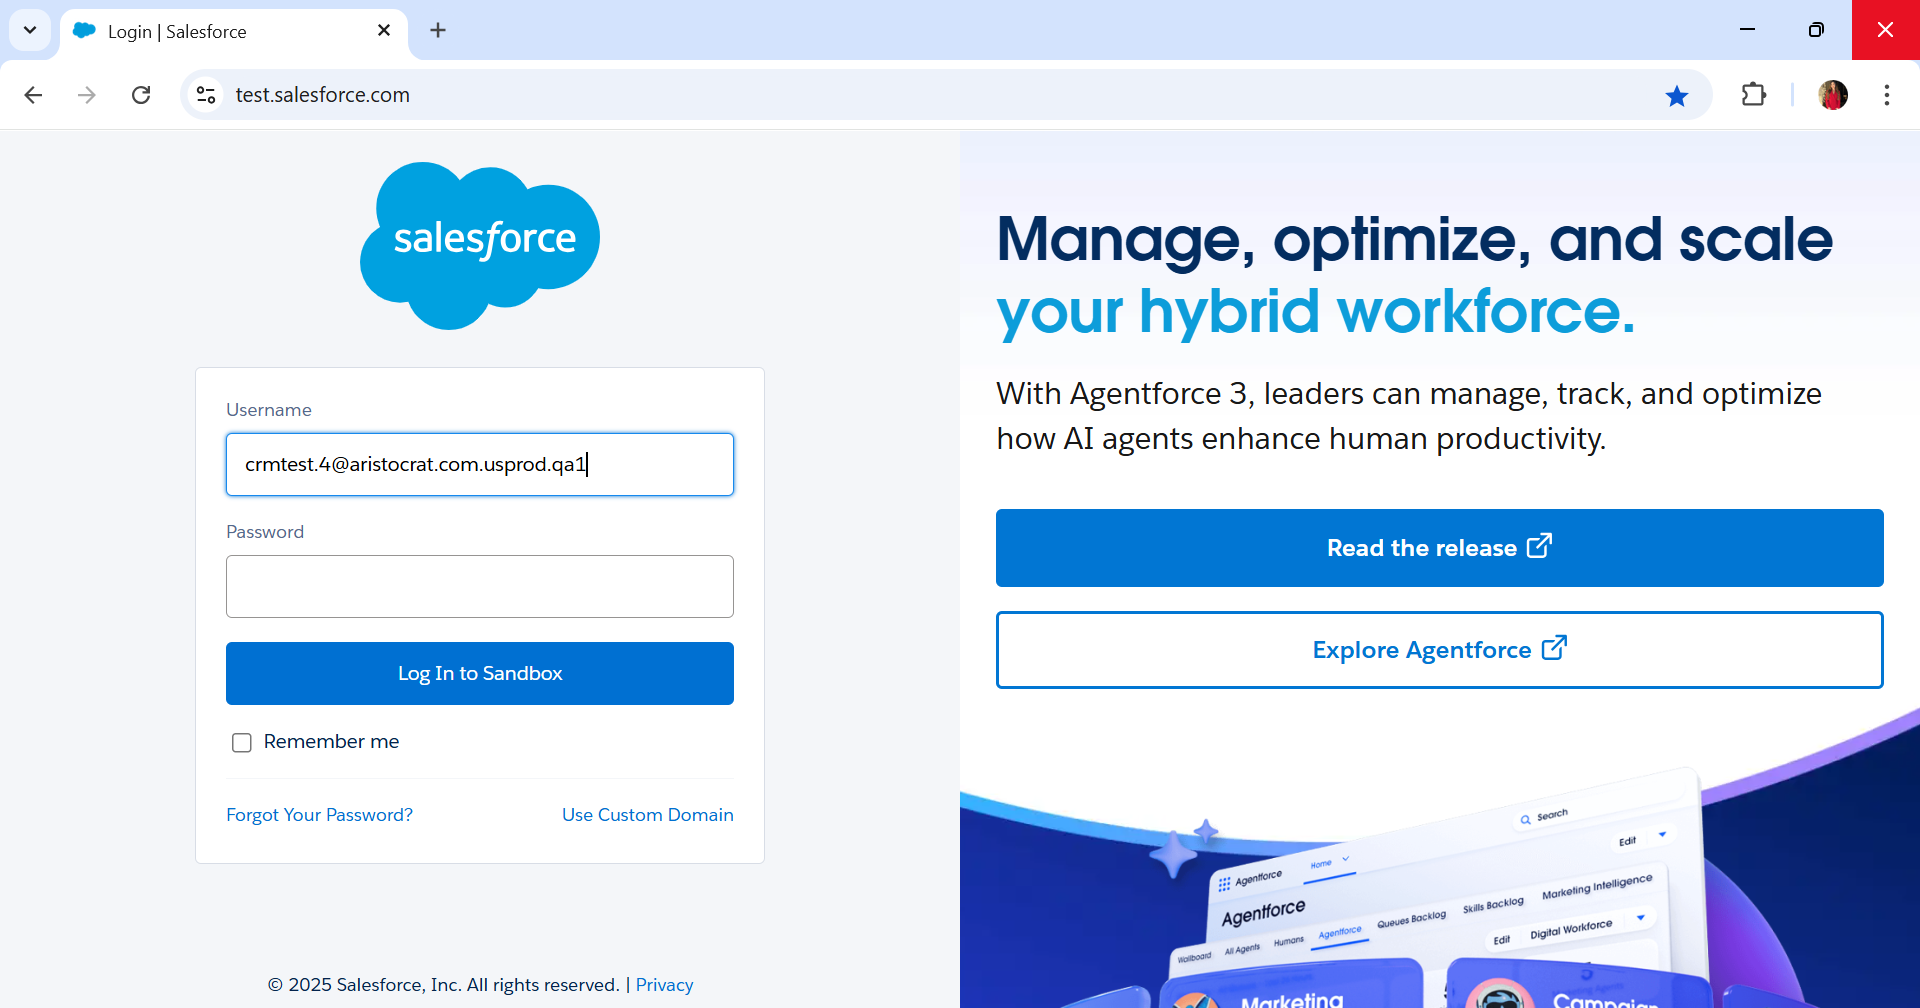 Login | Salesforce
test.salesforce.com
salesforce
Username
crmtest.4@aristocrat.com.usprod.qa1
Password
Log In to Sandbox
Remember me
Forgot Your Password?
Use Custom Domain
© 2025 Salesforce, Inc. All rights reserved. | Privacy
Manage, optimize, and scale
your hybrid workforce.
With Agentforce 3, leaders can manage, track, and optimize
how AI agents enhance human productivity.
Read the release
Explore Agentforce
Search
Edit
Agentforce Home
Agentforce
Wallboard All Agents Humans Agentforce Queues Backlog Skills Backlog Marketing Intelligence
Edit Digital Workforce
Marketing
Campaign